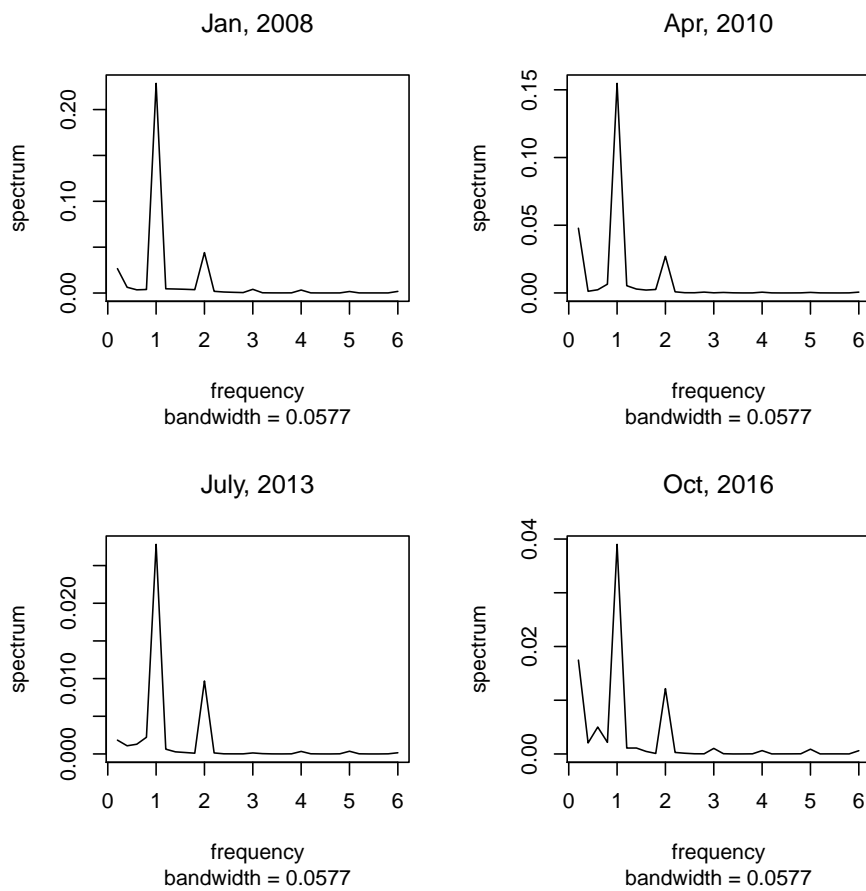 Jan, 2008
spectrum
0.00
0.10
0.20
0 1 2 3 4 5 6
frequency
bandwidth = 0.0577
Apr, 2010
spectrum
0.00
0.05
0.10
0.15
0 1 2 3 4 5 6
frequency
bandwidth = 0.0577
July, 2013
spectrum
0.000
0.010
0.020
0 1 2 3 4 5 6
frequency
bandwidth = 0.0577
Oct, 2016
spectrum
0.00
0.02
0.04
0 1 2 3 4 5 6
frequency
bandwidth = 0.0577